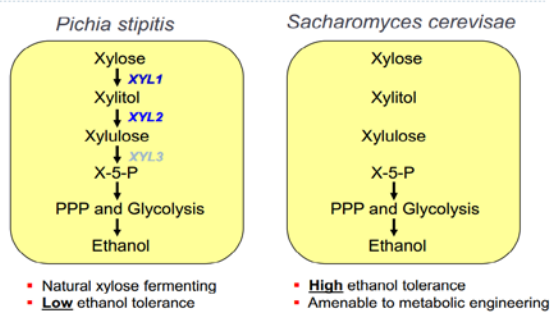 Pichia stipitis
Xylose
XYL1
Xylitol
XYL2
Xylulose
XYL3
X-5-P
PPP and Glycolysis
Ethanol
▪ Natural xylose fermenting
▪ Low ethanol tolerance
Sacharomyces cerevisae
Xylose
Xylitol
Xylulose
X-5-P
PPP and Glycolysis
Ethanol
▪ High ethanol tolerance
▪ Amenable to metabolic engineering